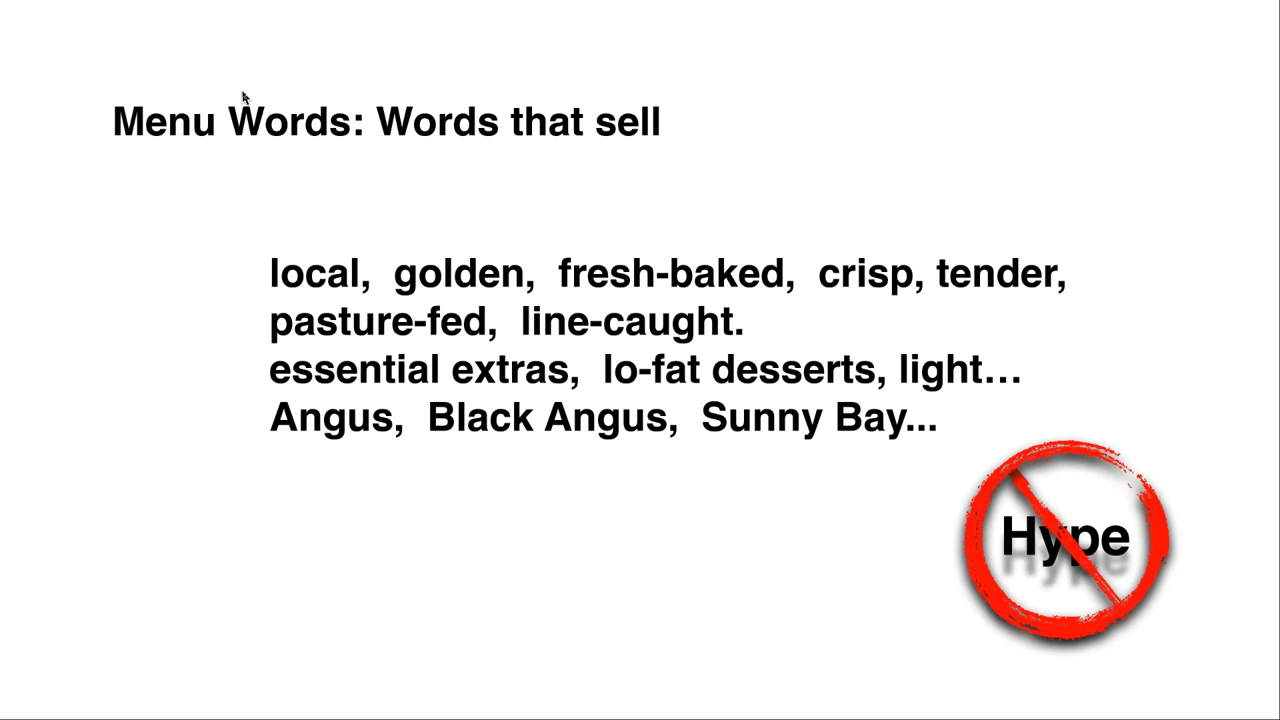 Menu Words: Words that sell
local, golden, fresh-baked, crisp, tender,
pasture-fed, line-caught.
essential extras, lo-fat desserts, light…
Angus, Black Angus, Sunny Bay...
Hype